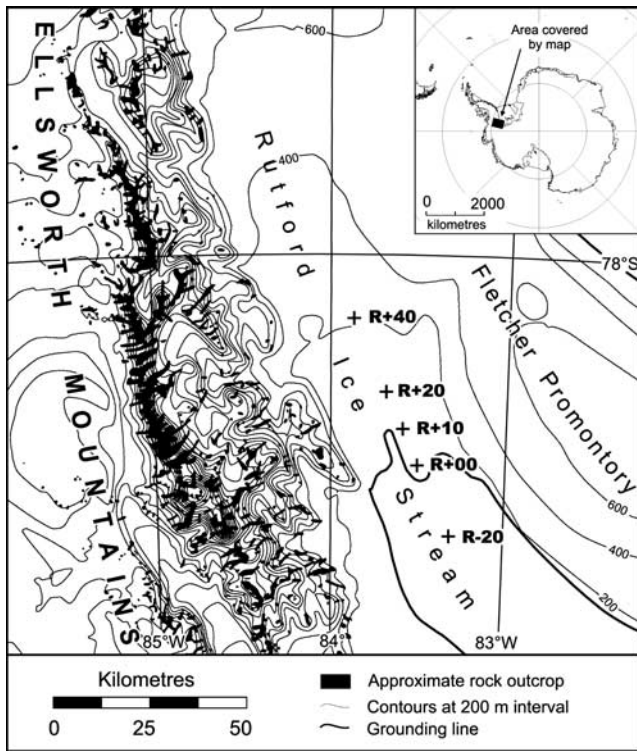 600
Area covered
by map
0 2000
kilometres
ELLSWORTH
MOUNTAINS
Rutford
Ice
Stream
400
78°S
Fletcher Promontory
R+40
R+20
R+10
R+00
R-20
600
400
200
85°W
84°
83°W
Kilometres
0 25 50
Approximate rock outcrop
Contours at 200 m interval
Grounding line